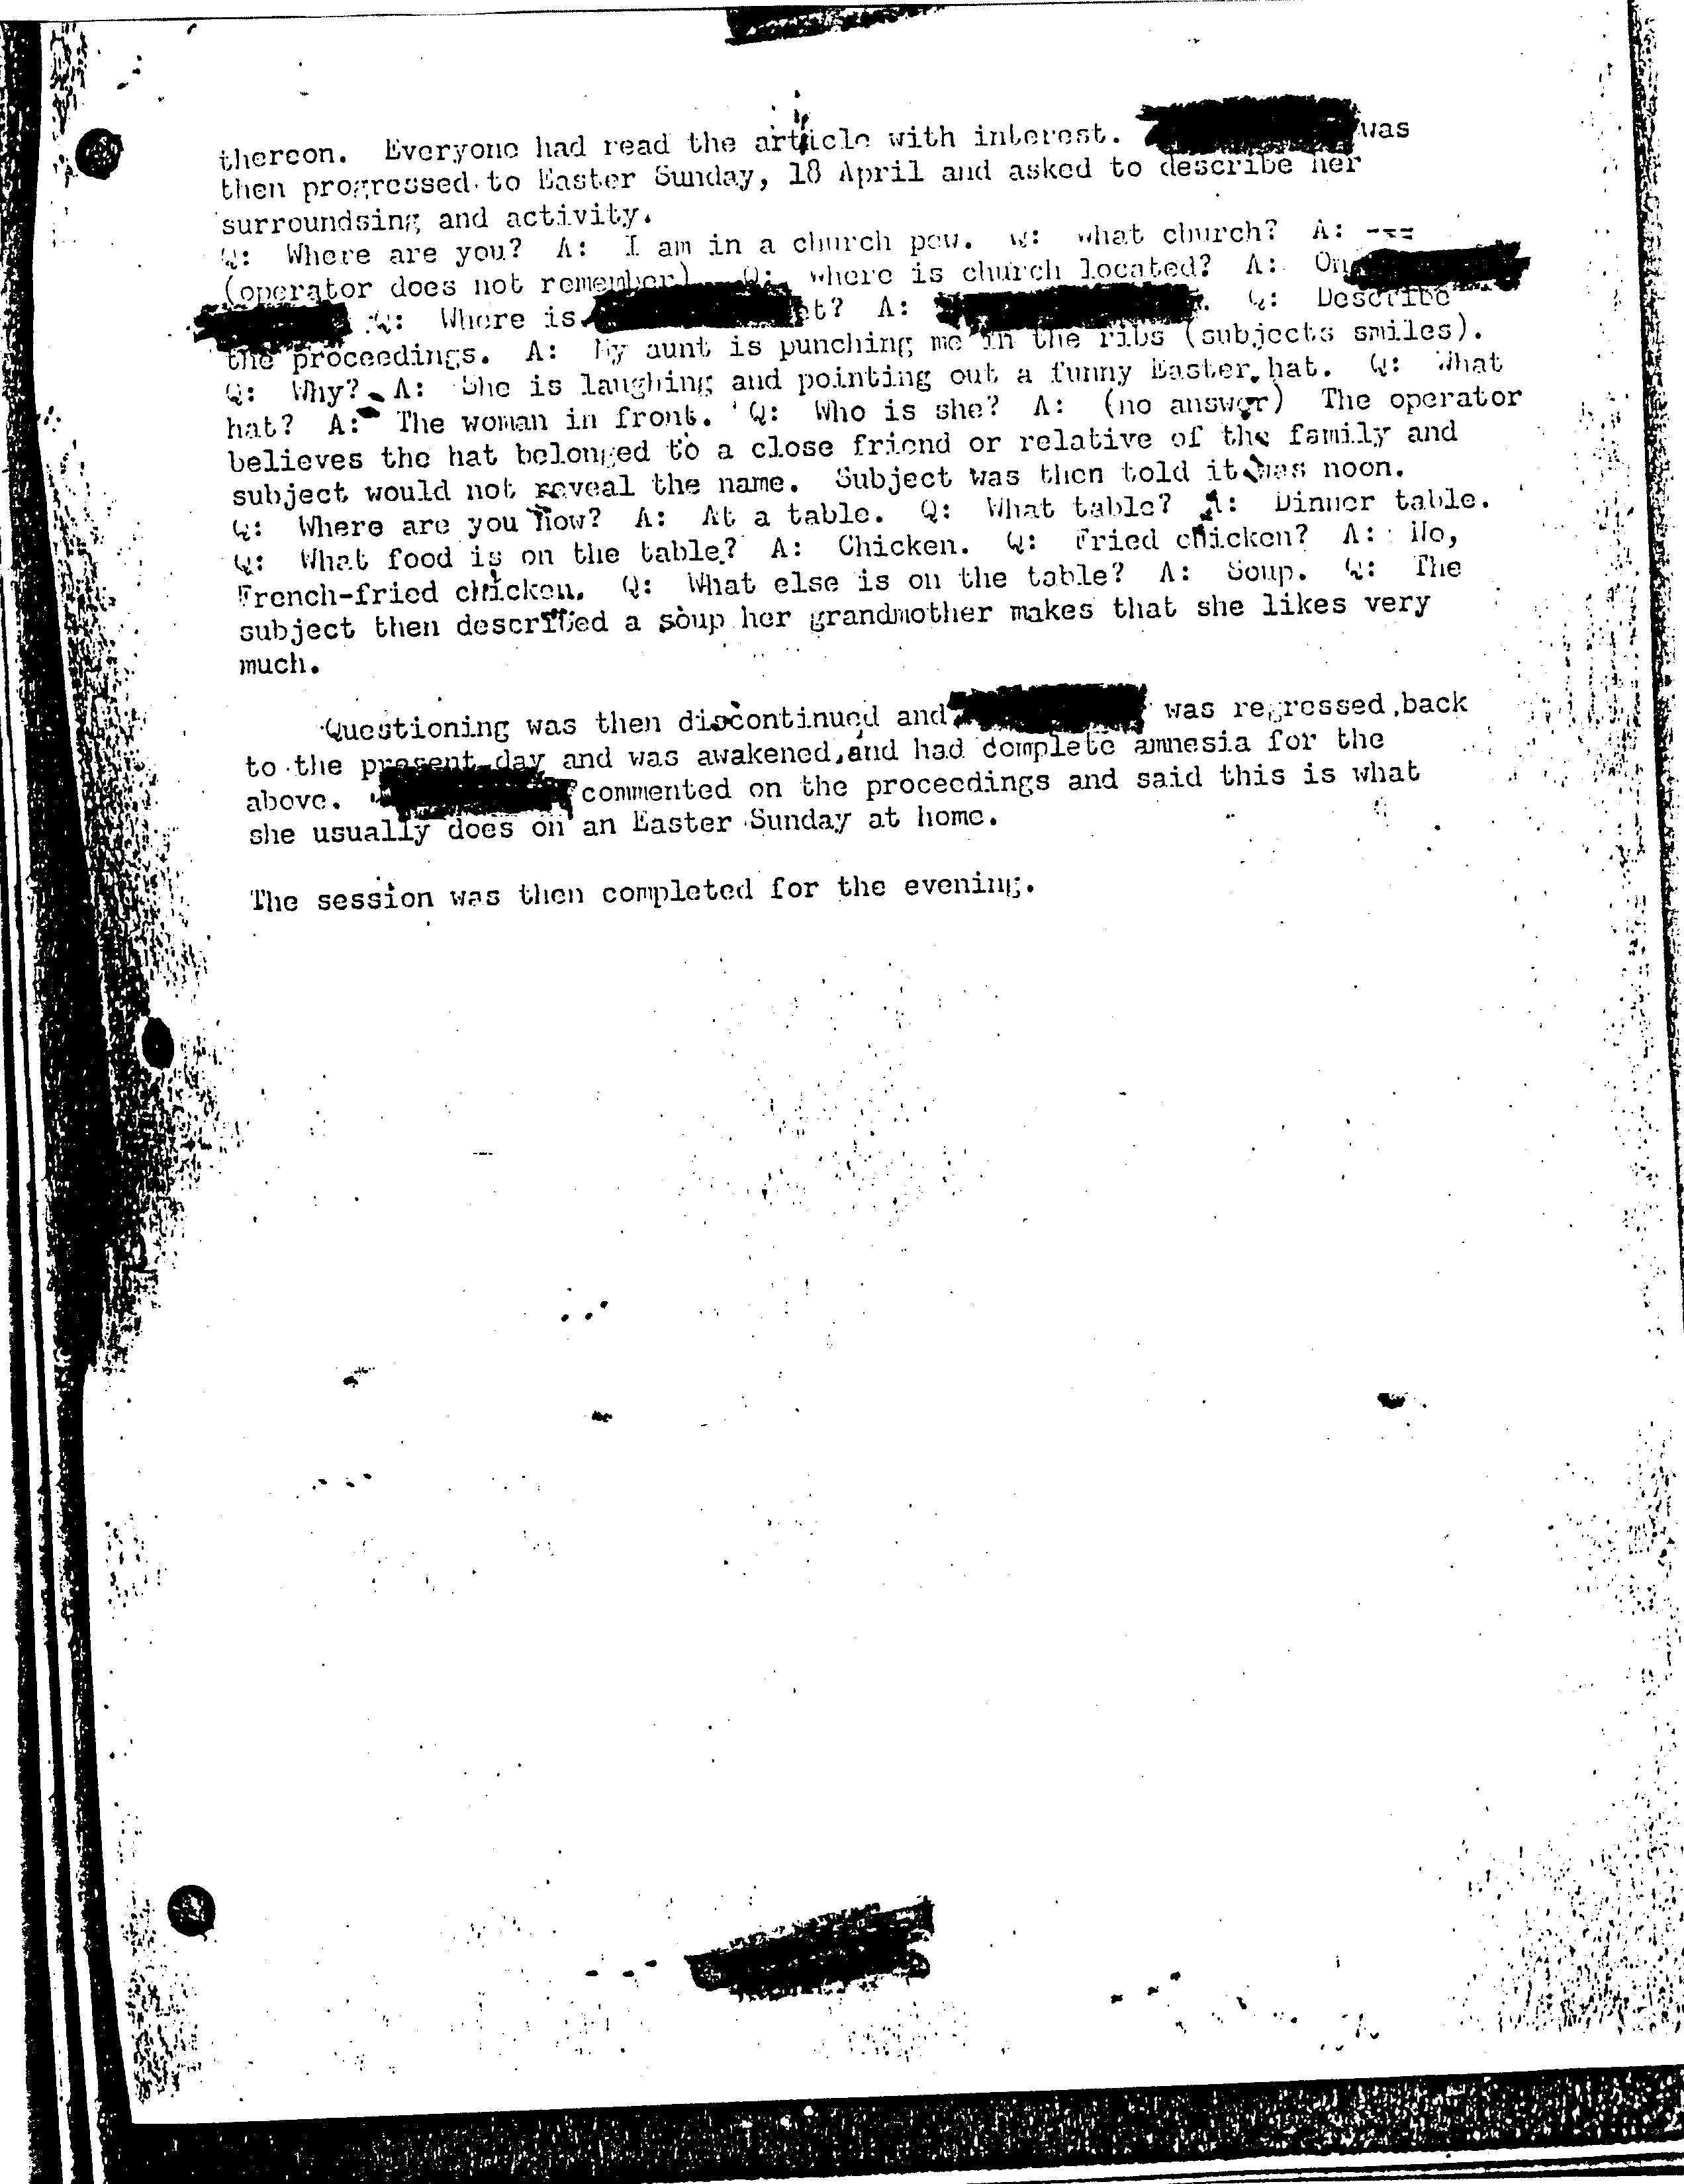 thereon. Everyone had read the article with interest. was
then progressed to Easter Sunday, 18 April and asked to describe her
surroundsing and activity.
Q: Where are you? A: I am in a church pew. Q: What church? A: ---
(operator does not remember) Q: Where is church located? A: On
Q: Where is t? A: . Q: Describe
the proceedings. A: My aunt is punching me in the ribs (subjects smiles).
Q: Why? A: She is laughing and pointing out a funny Easter hat. Q: What
hat? A: The woman in front. Q: Who is she? A: (no answer) The operator
believes the hat belonged to a close friend or relative of the family and
subject would not reveal the name. Subject was then told it was noon.
Q: Where are you now? A: At a table. Q: What table? A: Dinner table.
Q: What food is on the table? A: Chicken. Q: Fried chicken? A: No,
French-fried chicken. Q: What else is on the table? A: Soup. Q: The
subject then described a soup her grandmother makes that she likes very
much.
Questioning was then discontinued and was regressed back
to the present day and was awakened, and had complete amnesia for the
above. commented on the proceedings and said this is what
she usually does on an Easter Sunday at home.
The session was then completed for the evening.